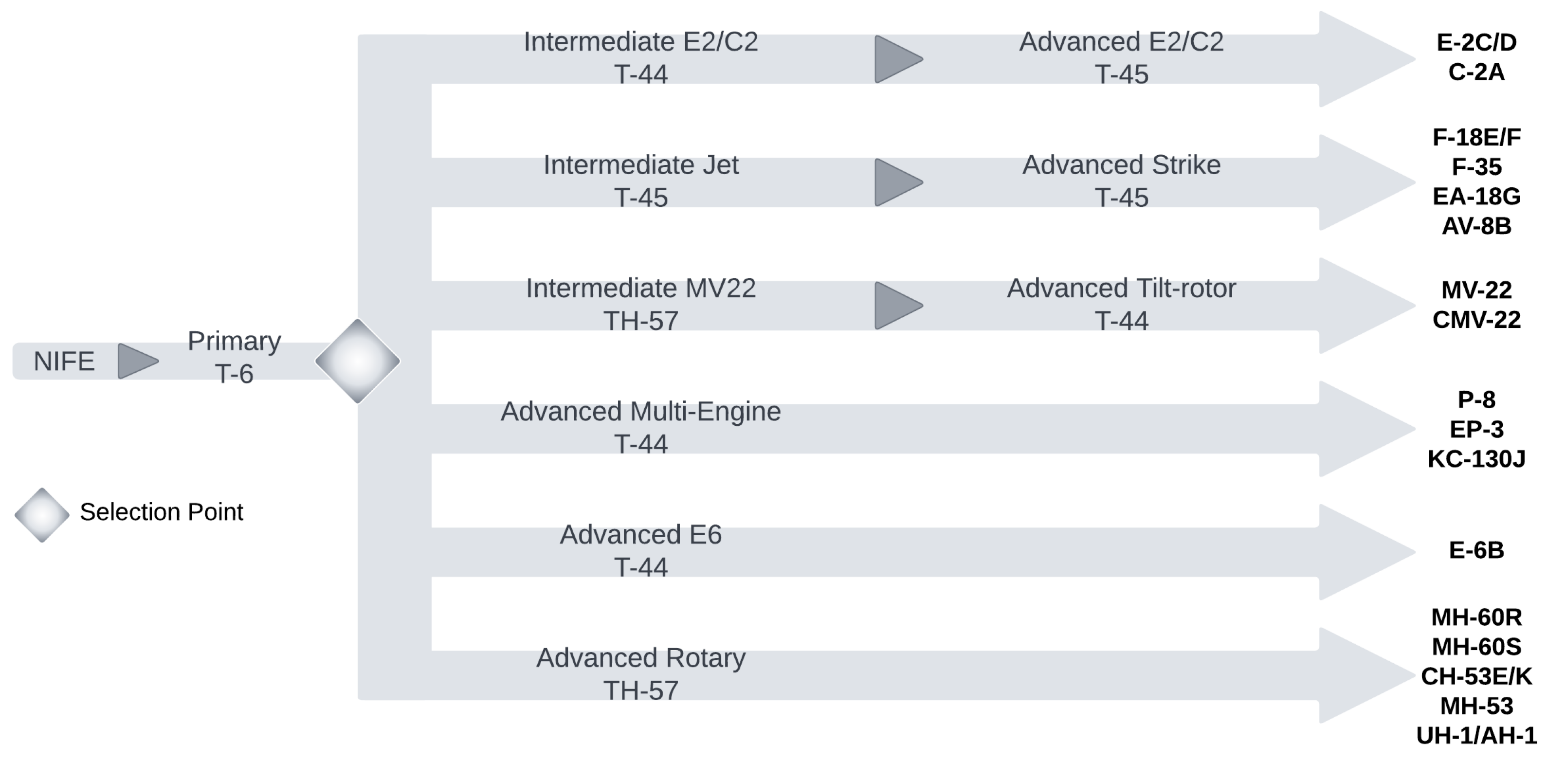 Intermediate E2/C2
T-44
Advanced E2/C2
T-45
E-2C/D
C-2A
Intermediate Jet
T-45
Advanced Strike
T-45
F-18E/F
F-35
EA-18G
AV-8B
Intermediate MV22
TH-57
Advanced Tilt-rotor
T-44
MV-22
CMV-22
NIFE
Primary
T-6
Advanced Multi-Engine
T-44
P-8
EP-3
KC-130J
Selection Point
Advanced E6
T-44
E-6B
Advanced Rotary
TH-57
MH-60R
MH-60S
CH-53E/K
MH-53
UH-1/AH-1